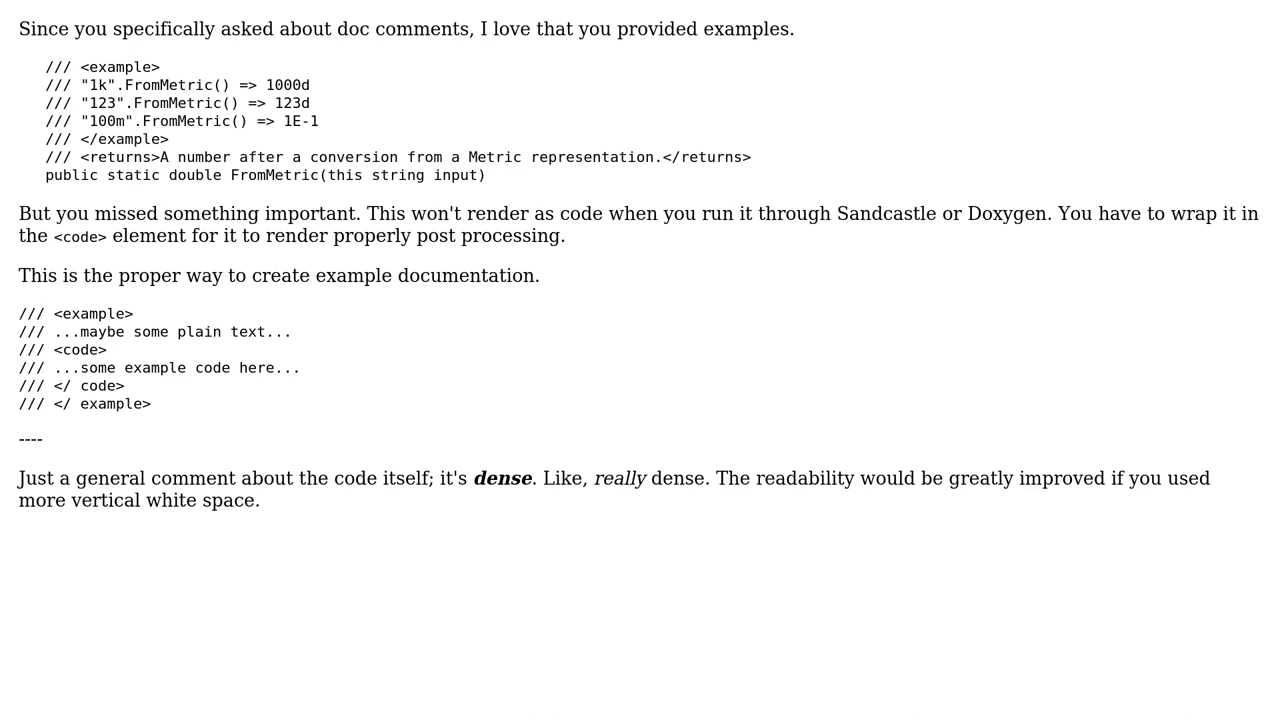 Since you specifically asked about doc comments, I love that you provided examples.
/// <example>
/// "1k".FromMetric() => 1000d
/// "123".FromMetric() => 123d
/// "100m".FromMetric() => 1E-1
/// </example>
/// <returns>A number after a conversion from a Metric representation.</returns>
public static double FromMetric(this string input)
But you missed something important. This won't render as code when you run it through Sandcastle or Doxygen. You have to wrap it in
the <code> element for it to render properly post processing.
This is the proper way to create example documentation.
/// <example>
/// ...maybe some plain text...
/// <code>
/// ...some example code here...
/// </ code>
/// </ example>
----
Just a general comment about the code itself; it's dense. Like, really dense. The readability would be greatly improved if you used
more vertical white space.